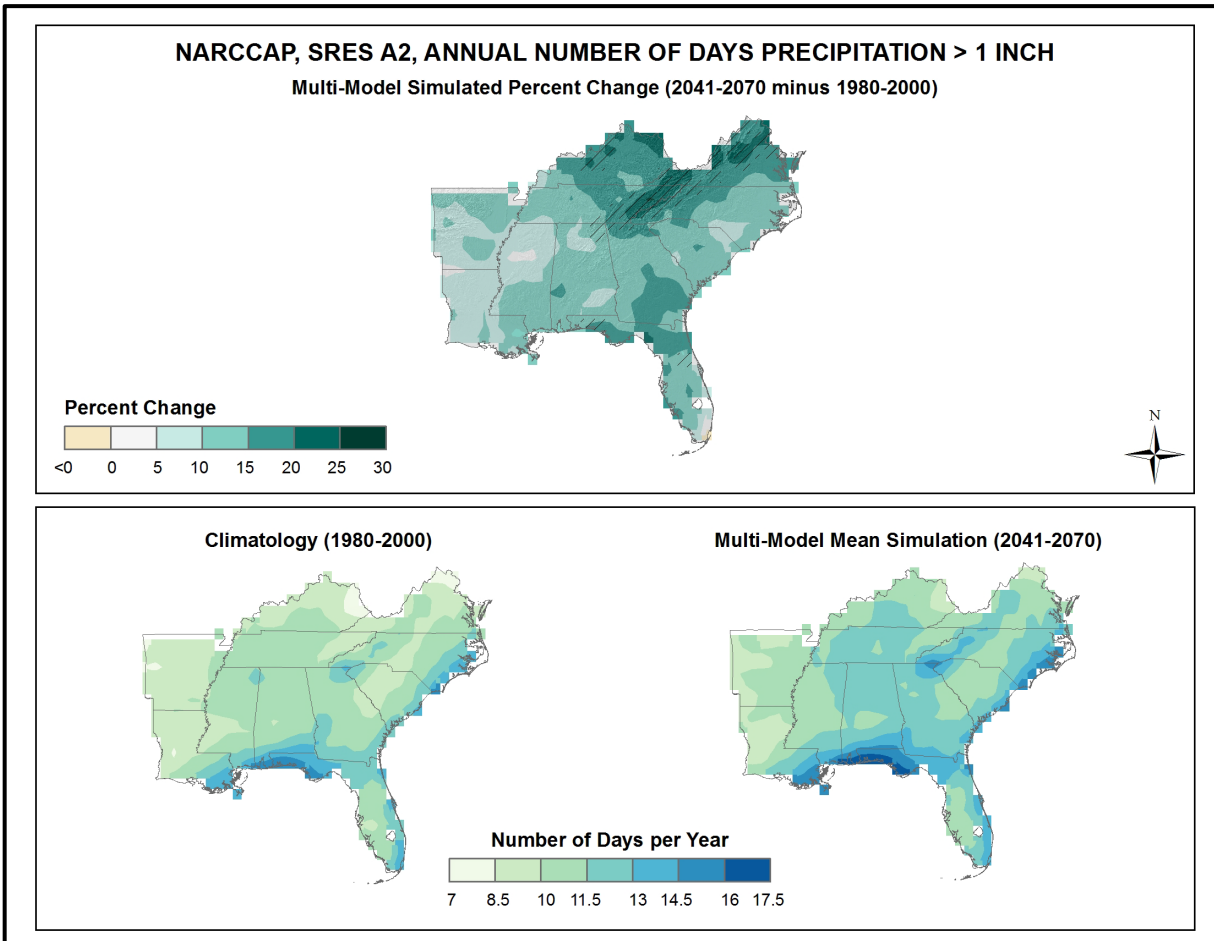 NARCCAP, SRES A2, ANNUAL NUMBER OF DAYS PRECIPITATION > 1 INCH
Multi-Model Simulated Percent Change (2041-2070 minus 1980-2000)
Percent Change
<0 0 5 10 15 20 25 30
N
Climatology (1980-2000)
Multi-Model Mean Simulation (2041-2070)
Number of Days per Year
7 8.5 10 11.5 13 14.5 16 17.5